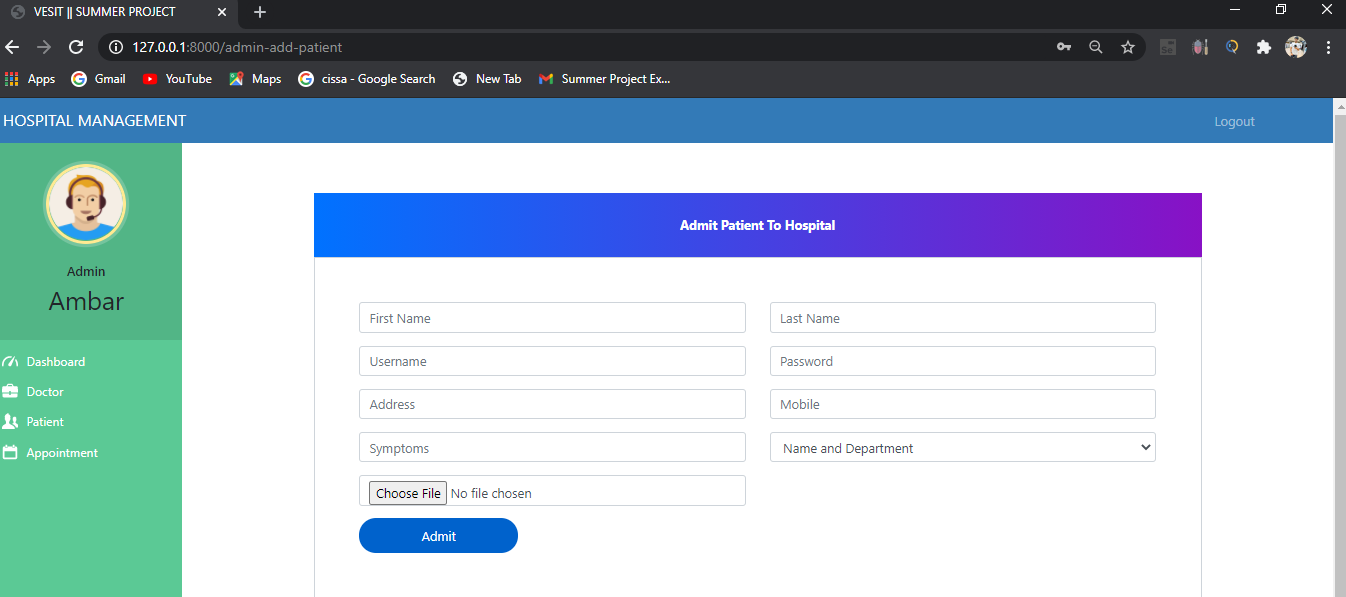 VESIT || SUMMER PROJECT
127.0.0.1:8000/admin-add-patient
Apps Gmail YouTube Maps cissa - Google Search New Tab Summer Project Ex...
HOSPITAL MANAGEMENT Logout
Admin
Ambar
Dashboard
Doctor
Patient
Appointment
Admit Patient To Hospital
First Name Last Name
Username Password
Address Mobile
Symptoms Name and Department
Choose File No file chosen
Admit